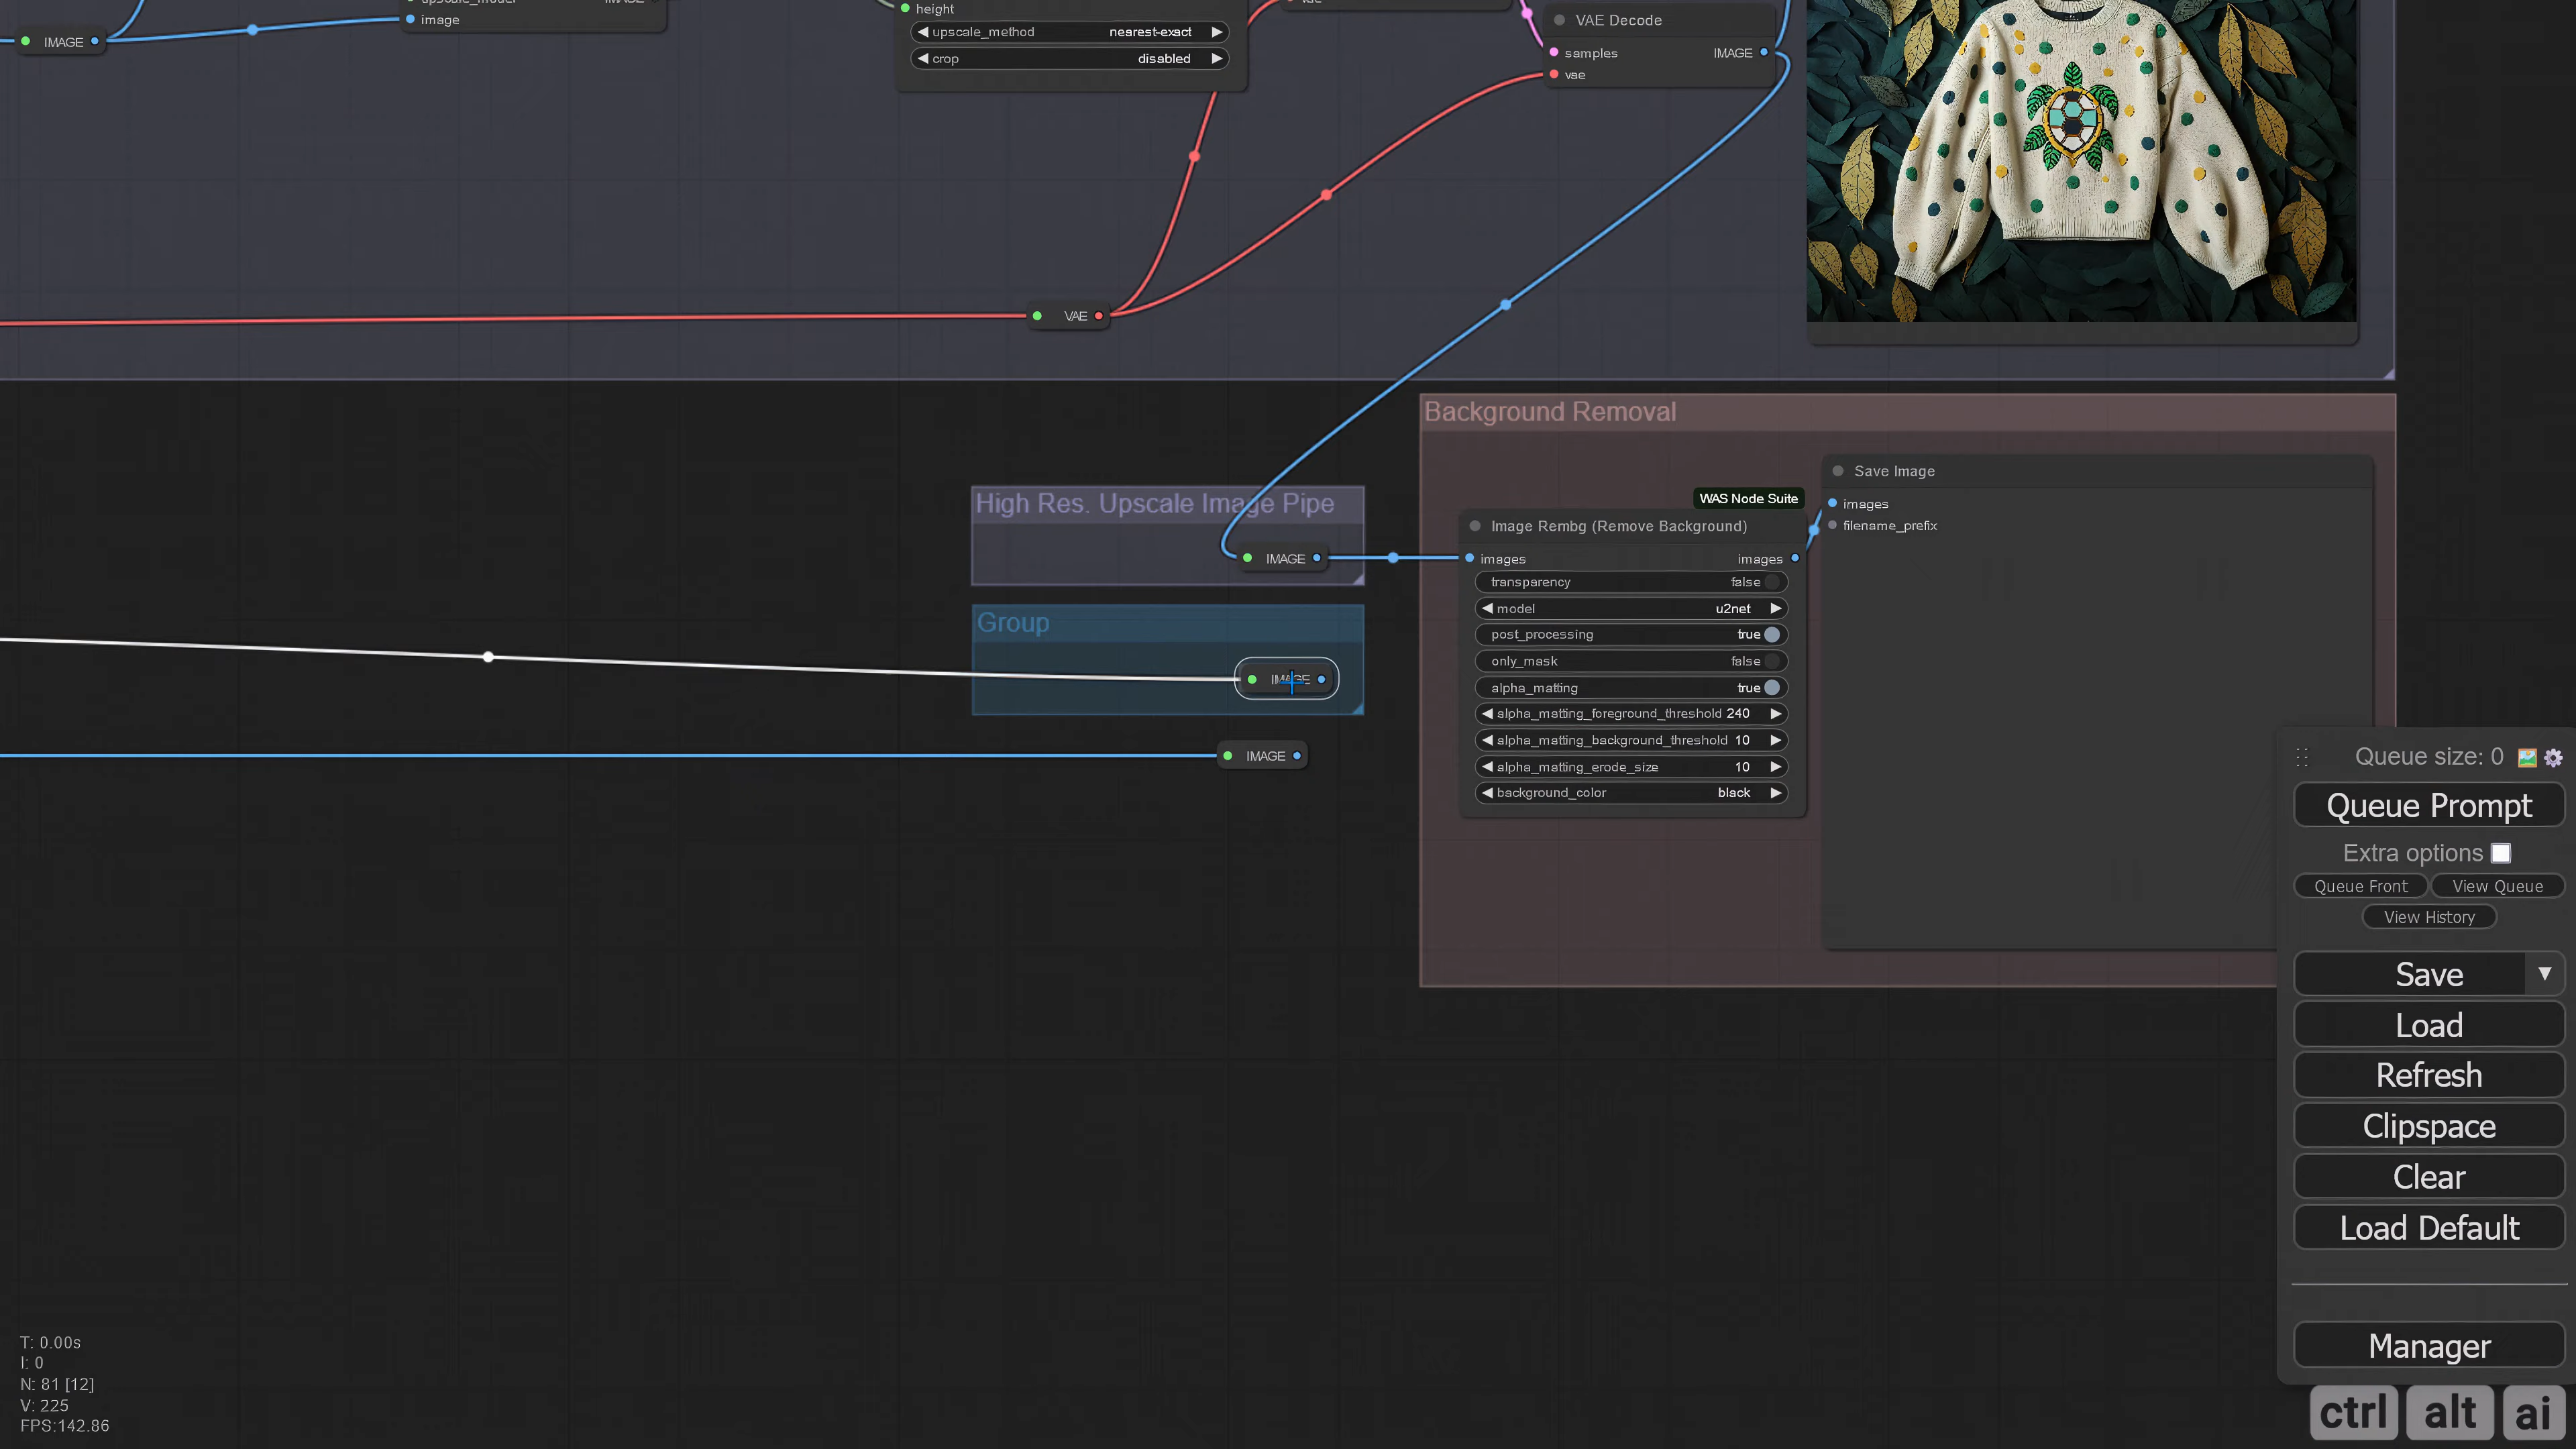 IMAGE
image
height
upscale_method nearest-exact
crop disabled
VAE Decode
samples IMAGE
vae
VAE
Background Removal
High Res. Upscale Image Pipe
IMAGE
WAS Node Suite
Image Rembg (Remove Background)
images images
transparency false
model u2net
post_processing true
only_mask false
alpha_matting true
alpha_matting_foreground_threshold 240
alpha_matting_background_threshold 10
alpha_matting_erode_size 10
background_color black
Save Image
images
filename_prefix
Group
IMAGE
IMAGE
Queue size: 0
Queue Prompt
Extra options
Queue Front View Queue
View History
Save
Load
Refresh
Clipspace
Clear
Load Default
Manager
T: 0.00s
I: 0
N: 81 [12]
V: 225
FPS:142.86
ctrl alt ai